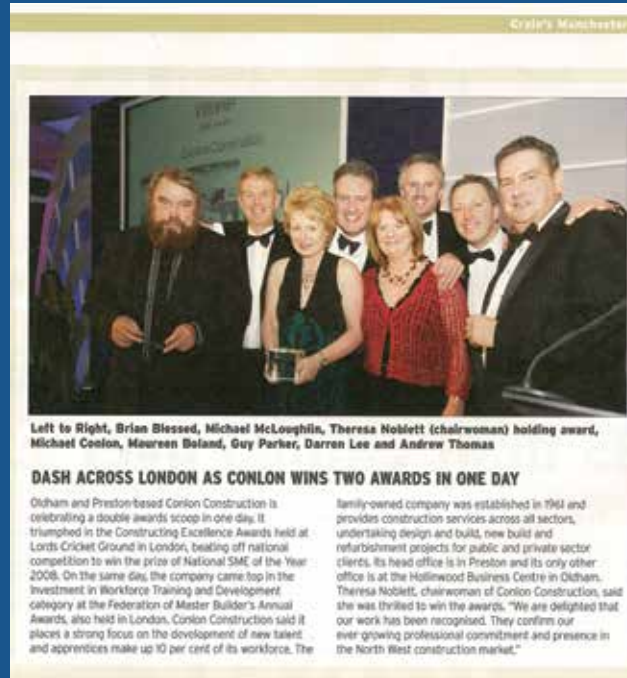 Crain's Manchester
Winner
Conlon Construction
Left to Right, Brian Blessed, Michael McLoughlin, Theresa Noblett (chairwoman) holding award,
Michael Conlon, Maureen Boland, Guy Parker, Darren Lee and Andrew Thomas
DASH ACROSS LONDON AS CONLON WINS TWO AWARDS IN ONE DAY
Oldham and Preston-based Conlon Construction is
celebrating a double awards scoop in one day. It
triumphed in the Constructing Excellence Awards held at
Lords Cricket Ground in London, beating off national
competition to win the prize of National SME of the Year
2008. On the same day, the company came top in the
Investment in Workforce Training and Development
category at the Federation of Master Builder's Annual
Awards, also held in London. Conlon Construction said it
places a strong focus on the development of new talent
and apprentices make up 10 per cent of its workforce. The
family-owned company was established in 1961 and
provides construction services across all sectors,
undertaking design and build, new build and
refurbishment projects for public and private sector
clients. Its head office is in Preston and its only other
office is at the Hollinwood Business Centre in Oldham.
Theresa Noblett, chairwoman of Conlon Construction, said
she was thrilled to win the awards. "We are delighted that
our work has been recognised. They confirm our
ever growing professional commitment and presence in
the North West construction market."